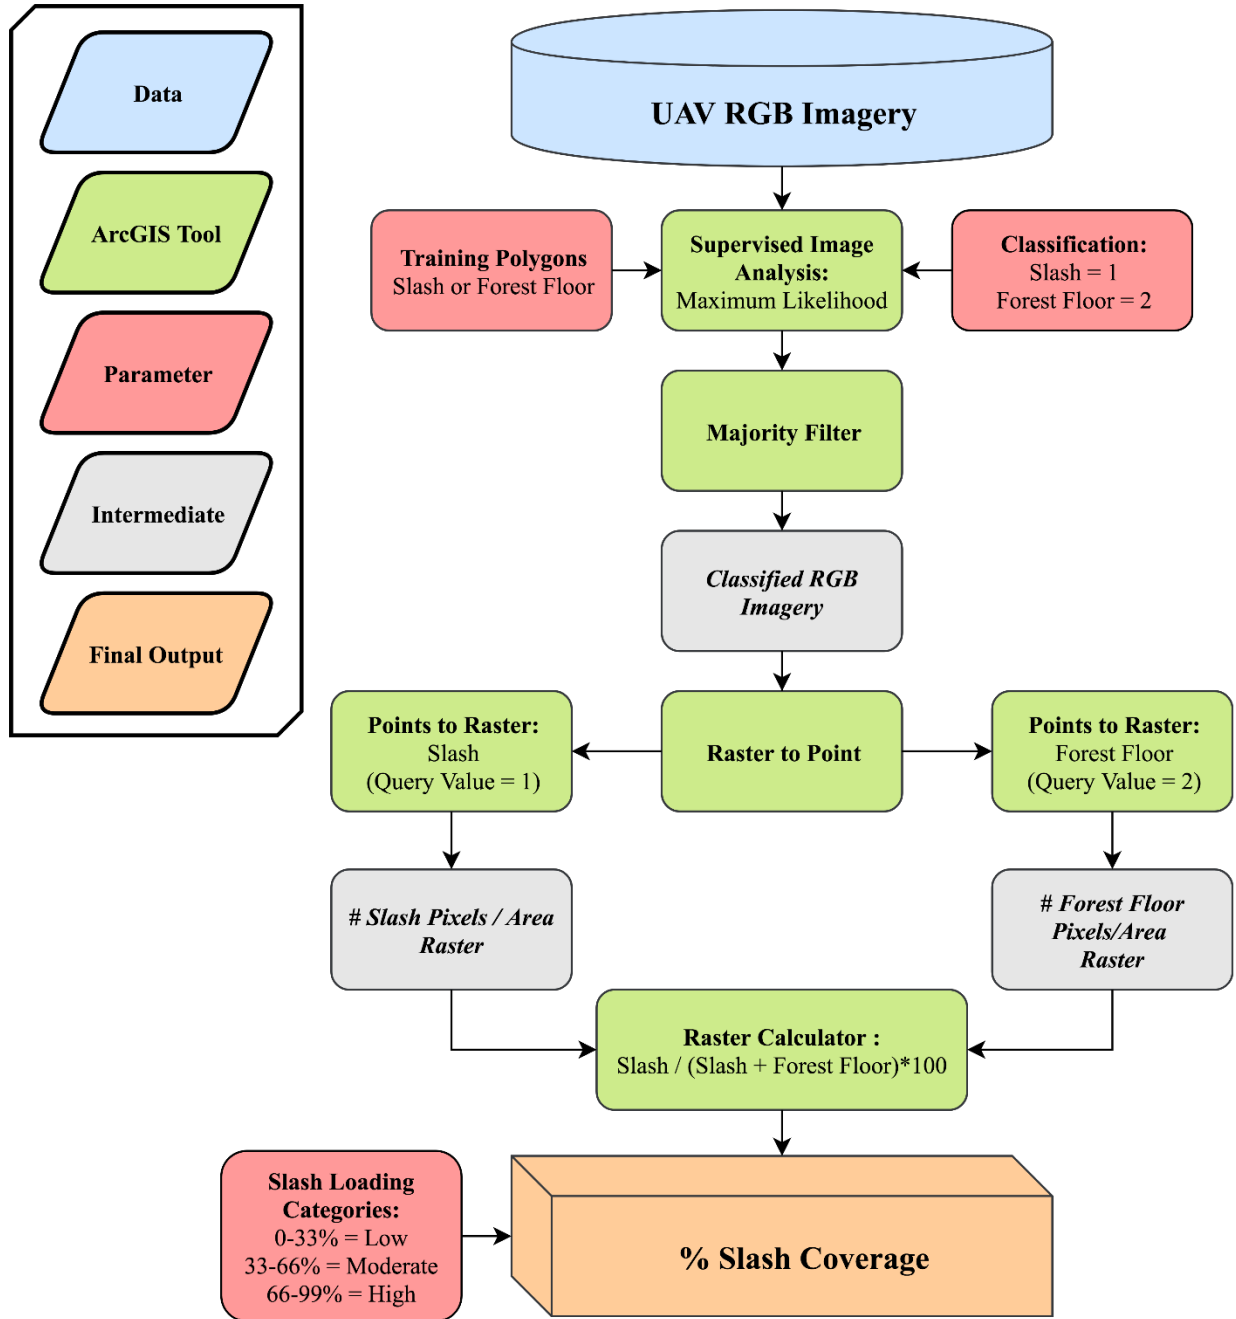 Data
ArcGIS Tool
Parameter
Intermediate
Final Output
UAV RGB Imagery
Training Polygons
Slash or Forest Floor
Supervised Image
Analysis:
Maximum Likelihood
Classification:
Slash = 1
Forest Floor = 2
Majority Filter
Classified RGB
Imagery
Points to Raster:
Slash
(Query Value = 1)
Raster to Point
Points to Raster:
Forest Floor
(Query Value = 2)
# Slash Pixels / Area
Raster
# Forest Floor
Pixels/Area
Raster
Raster Calculator :
Slash / (Slash + Forest Floor)*100
Slash Loading
Categories:
0-33% = Low
33-66% = Moderate
66-99% = High
% Slash Coverage